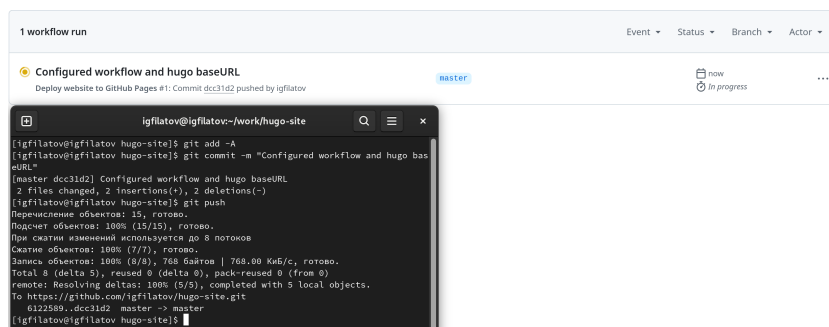 1 workflow run
Event Status Branch Actor
Configured workflow and hugo baseURL
master
now
Deploy website to GitHub Pages #1: Commit dcc31d2 pushed by igfilatov
In progress
igfilatov@igfilatov:~/work/hugo-site
[igfilatov@igfilatov hugo-site]$ git add -A
[igfilatov@igfilatov hugo-site]$ git commit -m "Configured workflow and hugo bas
eURL"
[master dcc31d2] Configured workflow and hugo baseURL
2 files changed, 2 insertions(+), 2 deletions(-)
[igfilatov@igfilatov hugo-site]$ git push
Перечисление объектов: 15, готово.
Подсчет объектов: 100% (15/15), готово.
При сжатии изменений используется до 8 потоков
Сжатие объектов: 100% (7/7), готово.
Запись объектов: 100% (8/8), 768 байтов | 768.00 КиБ/с, готово.
Total 8 (delta 5), reused 0 (delta 0), pack-reused 0 (from 0)
remote: Resolving deltas: 100% (5/5), completed with 5 local objects.
To https://github.com/igfilatov/hugo-site.git
6122589..dcc31d2 master -> master
[igfilatov@igfilatov hugo-site]$